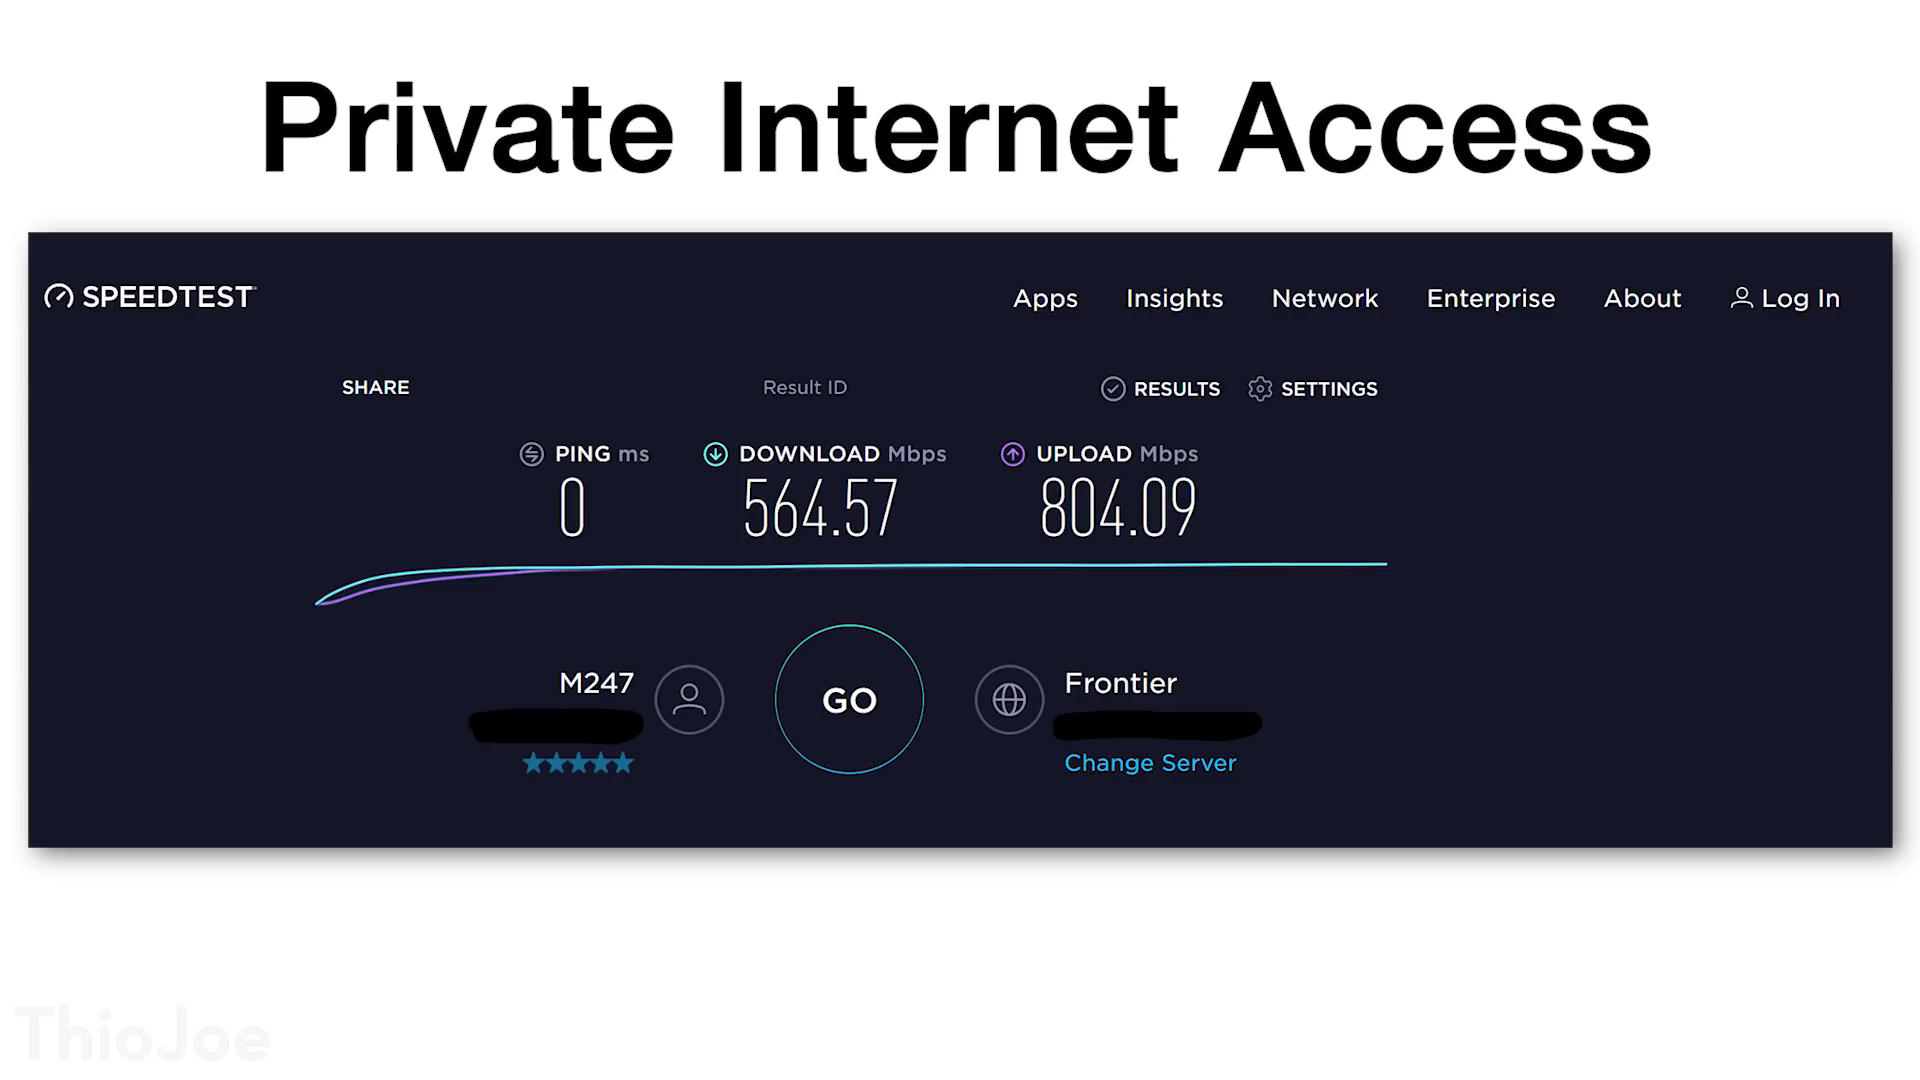 Private Internet Access
SPEEDTEST
Apps Insights Network Enterprise About Log In
SHARE Result ID RESULTS SETTINGS
PING ms DOWNLOAD Mbps UPLOAD Mbps
0 564.57 804.09
M247 GO Frontier
Change Server
ThioJoe